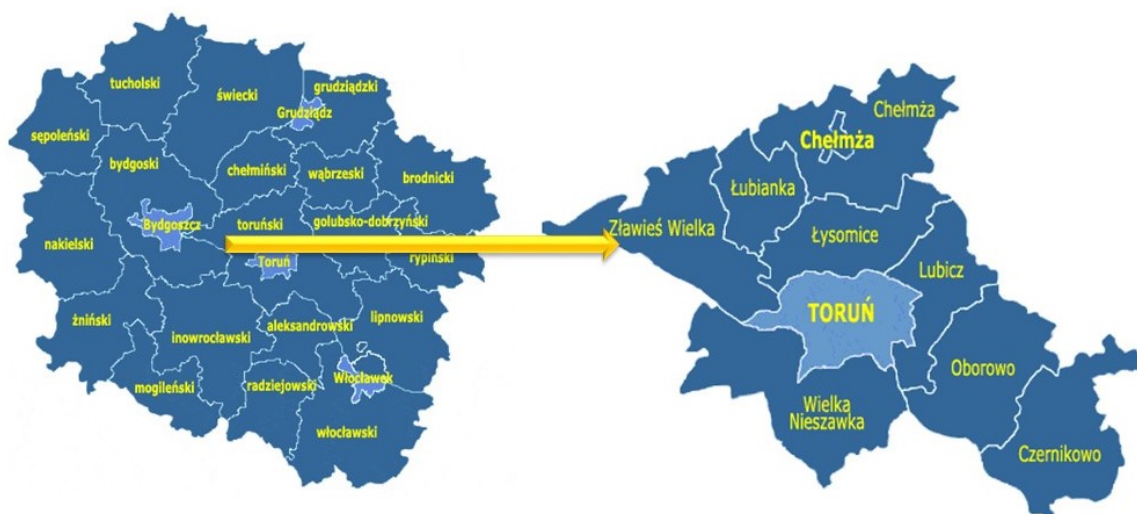 tucholski
świecki
grudziądzki
Grudziądz
sępoleński
bydgoski
chełmiński
wąbrzeski
brodnicki
Bydgoszcz
toruński
golubsko-dobrzyński
nakielski
Toruń
rypiński
żniński
inowrocławski
aleksandrowski
lipnowski
mogileński
radziejowski
Włocławek
włocławski
Chełmża
Chełmża
Łubianka
Zławieś Wielka
Łysomice
Lubicz
TORUŃ
Oborowo
Wielka
Nieszawka
Czernikowo